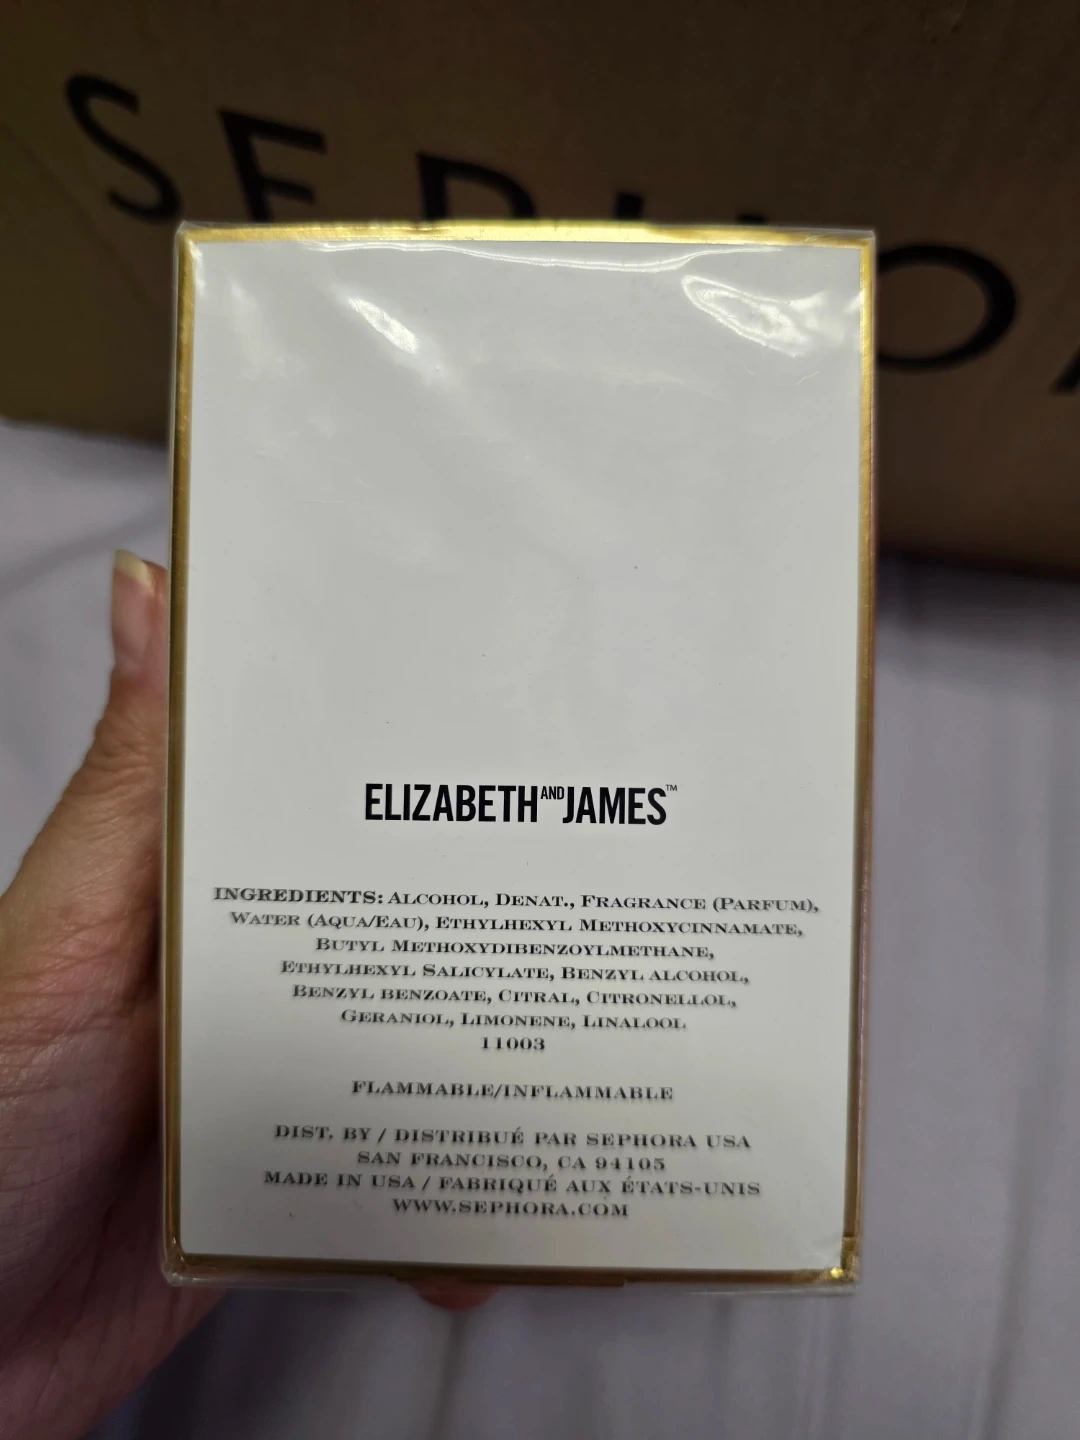 SEPHORA
ELIZABETH AND JAMES™
INGREDIENTS: ALCOHOL, DENAT., FRAGRANCE (PARFUM),
WATER (AQUA/EAU), ETHYLHEXYL METHOXYCINNAMATE,
BUTYL METHOXYDIBENZOYLMETHANE,
ETHYLHEXYL SALICYLATE, BENZYL ALCOHOL,
BENZYL BENZOATE, CITRAL, CITRONELLOL,
GERANIOL, LIMONENE, LINALOOL
11003
FLAMMABLE/INFLAMMABLE
DIST. BY / DISTRIBUÉ PAR SEPHORA USA
SAN FRANCISCO, CA 94105
MADE IN USA / FABRIQUÉ AUX ÉTATS-UNIS
WWW.SEPHORA.COM